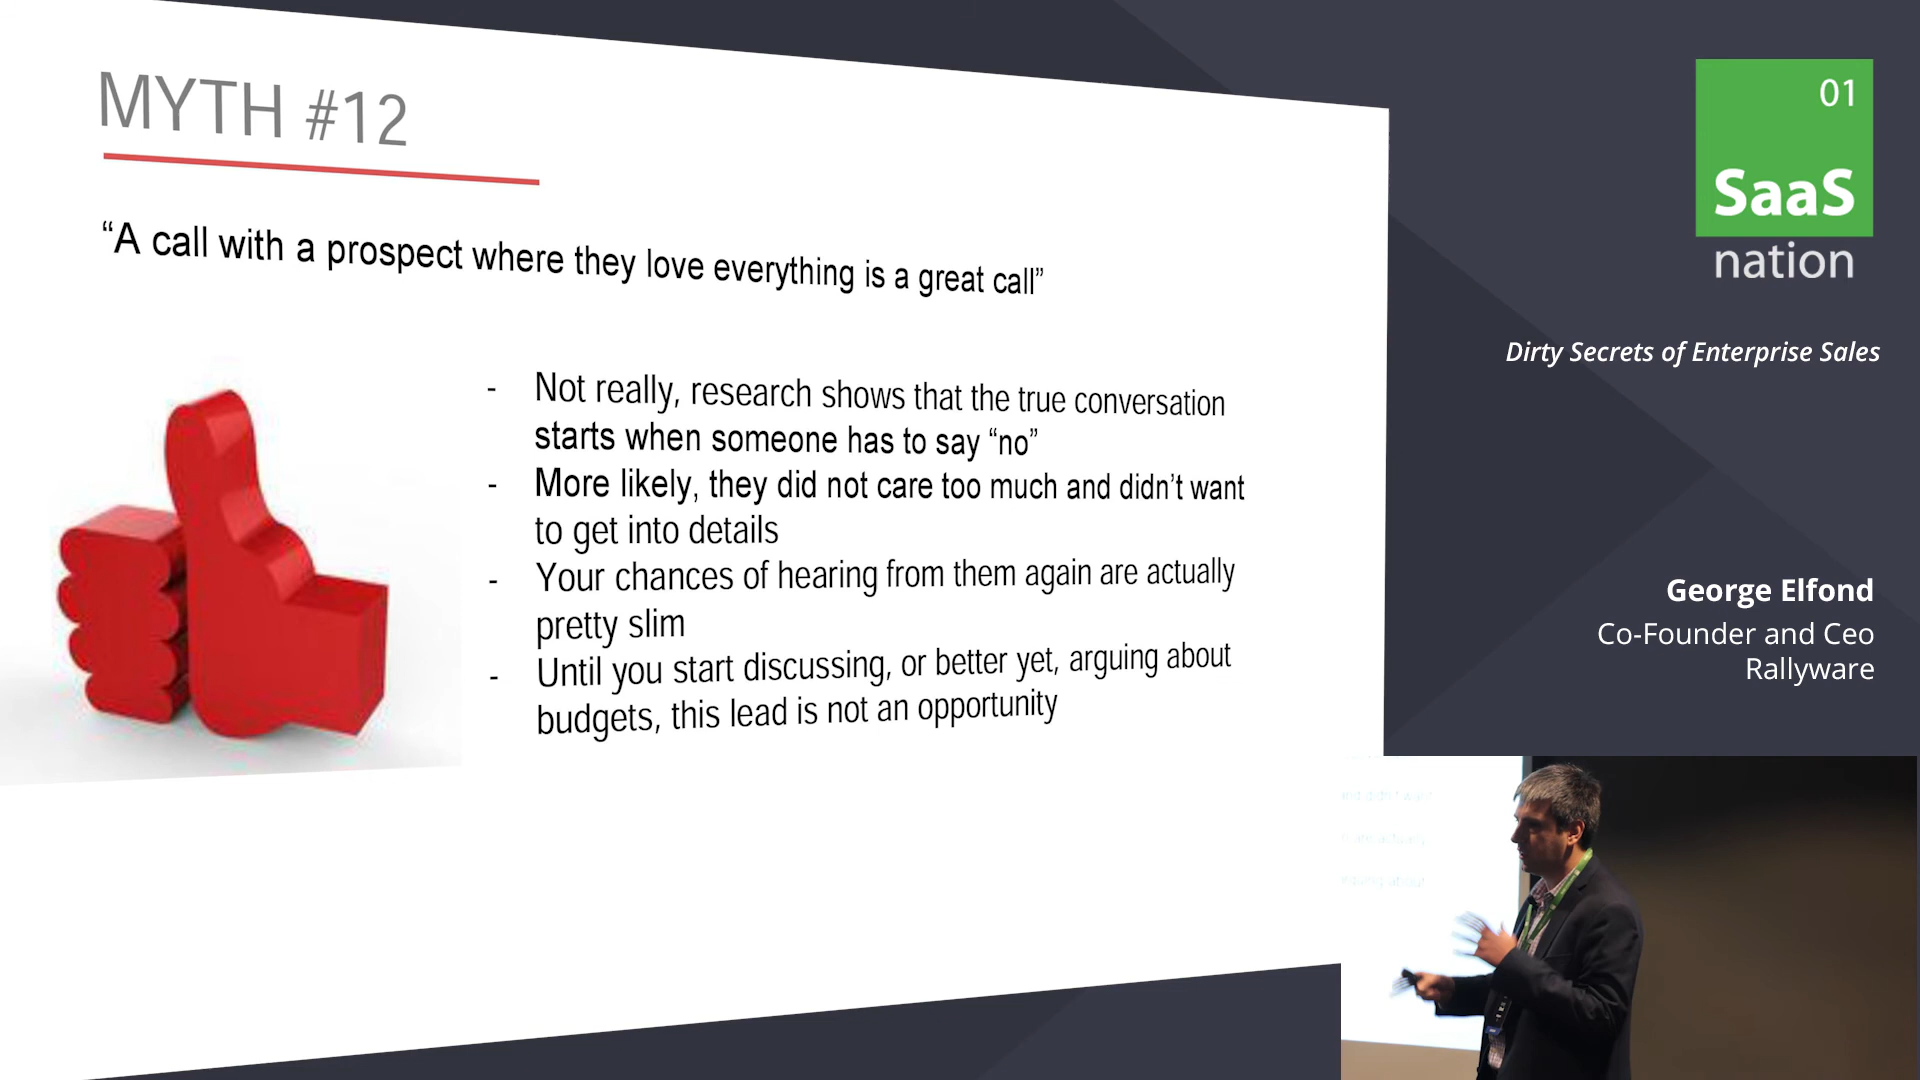 MYTH #12
“A call with a prospect where they love everything is a great call”
- Not really, research shows that the true conversation
starts when someone has to say “no”
- More likely, they did not care too much and didn’t want
to get into details
- Your chances of hearing from them again are actually
pretty slim
- Until you start discussing, or better yet, arguing about
budgets, this lead is not an opportunity
01
SaaS
nation
Dirty Secrets of Enterprise Sales
George Elfond
Co-Founder and Ceo
Rallyware